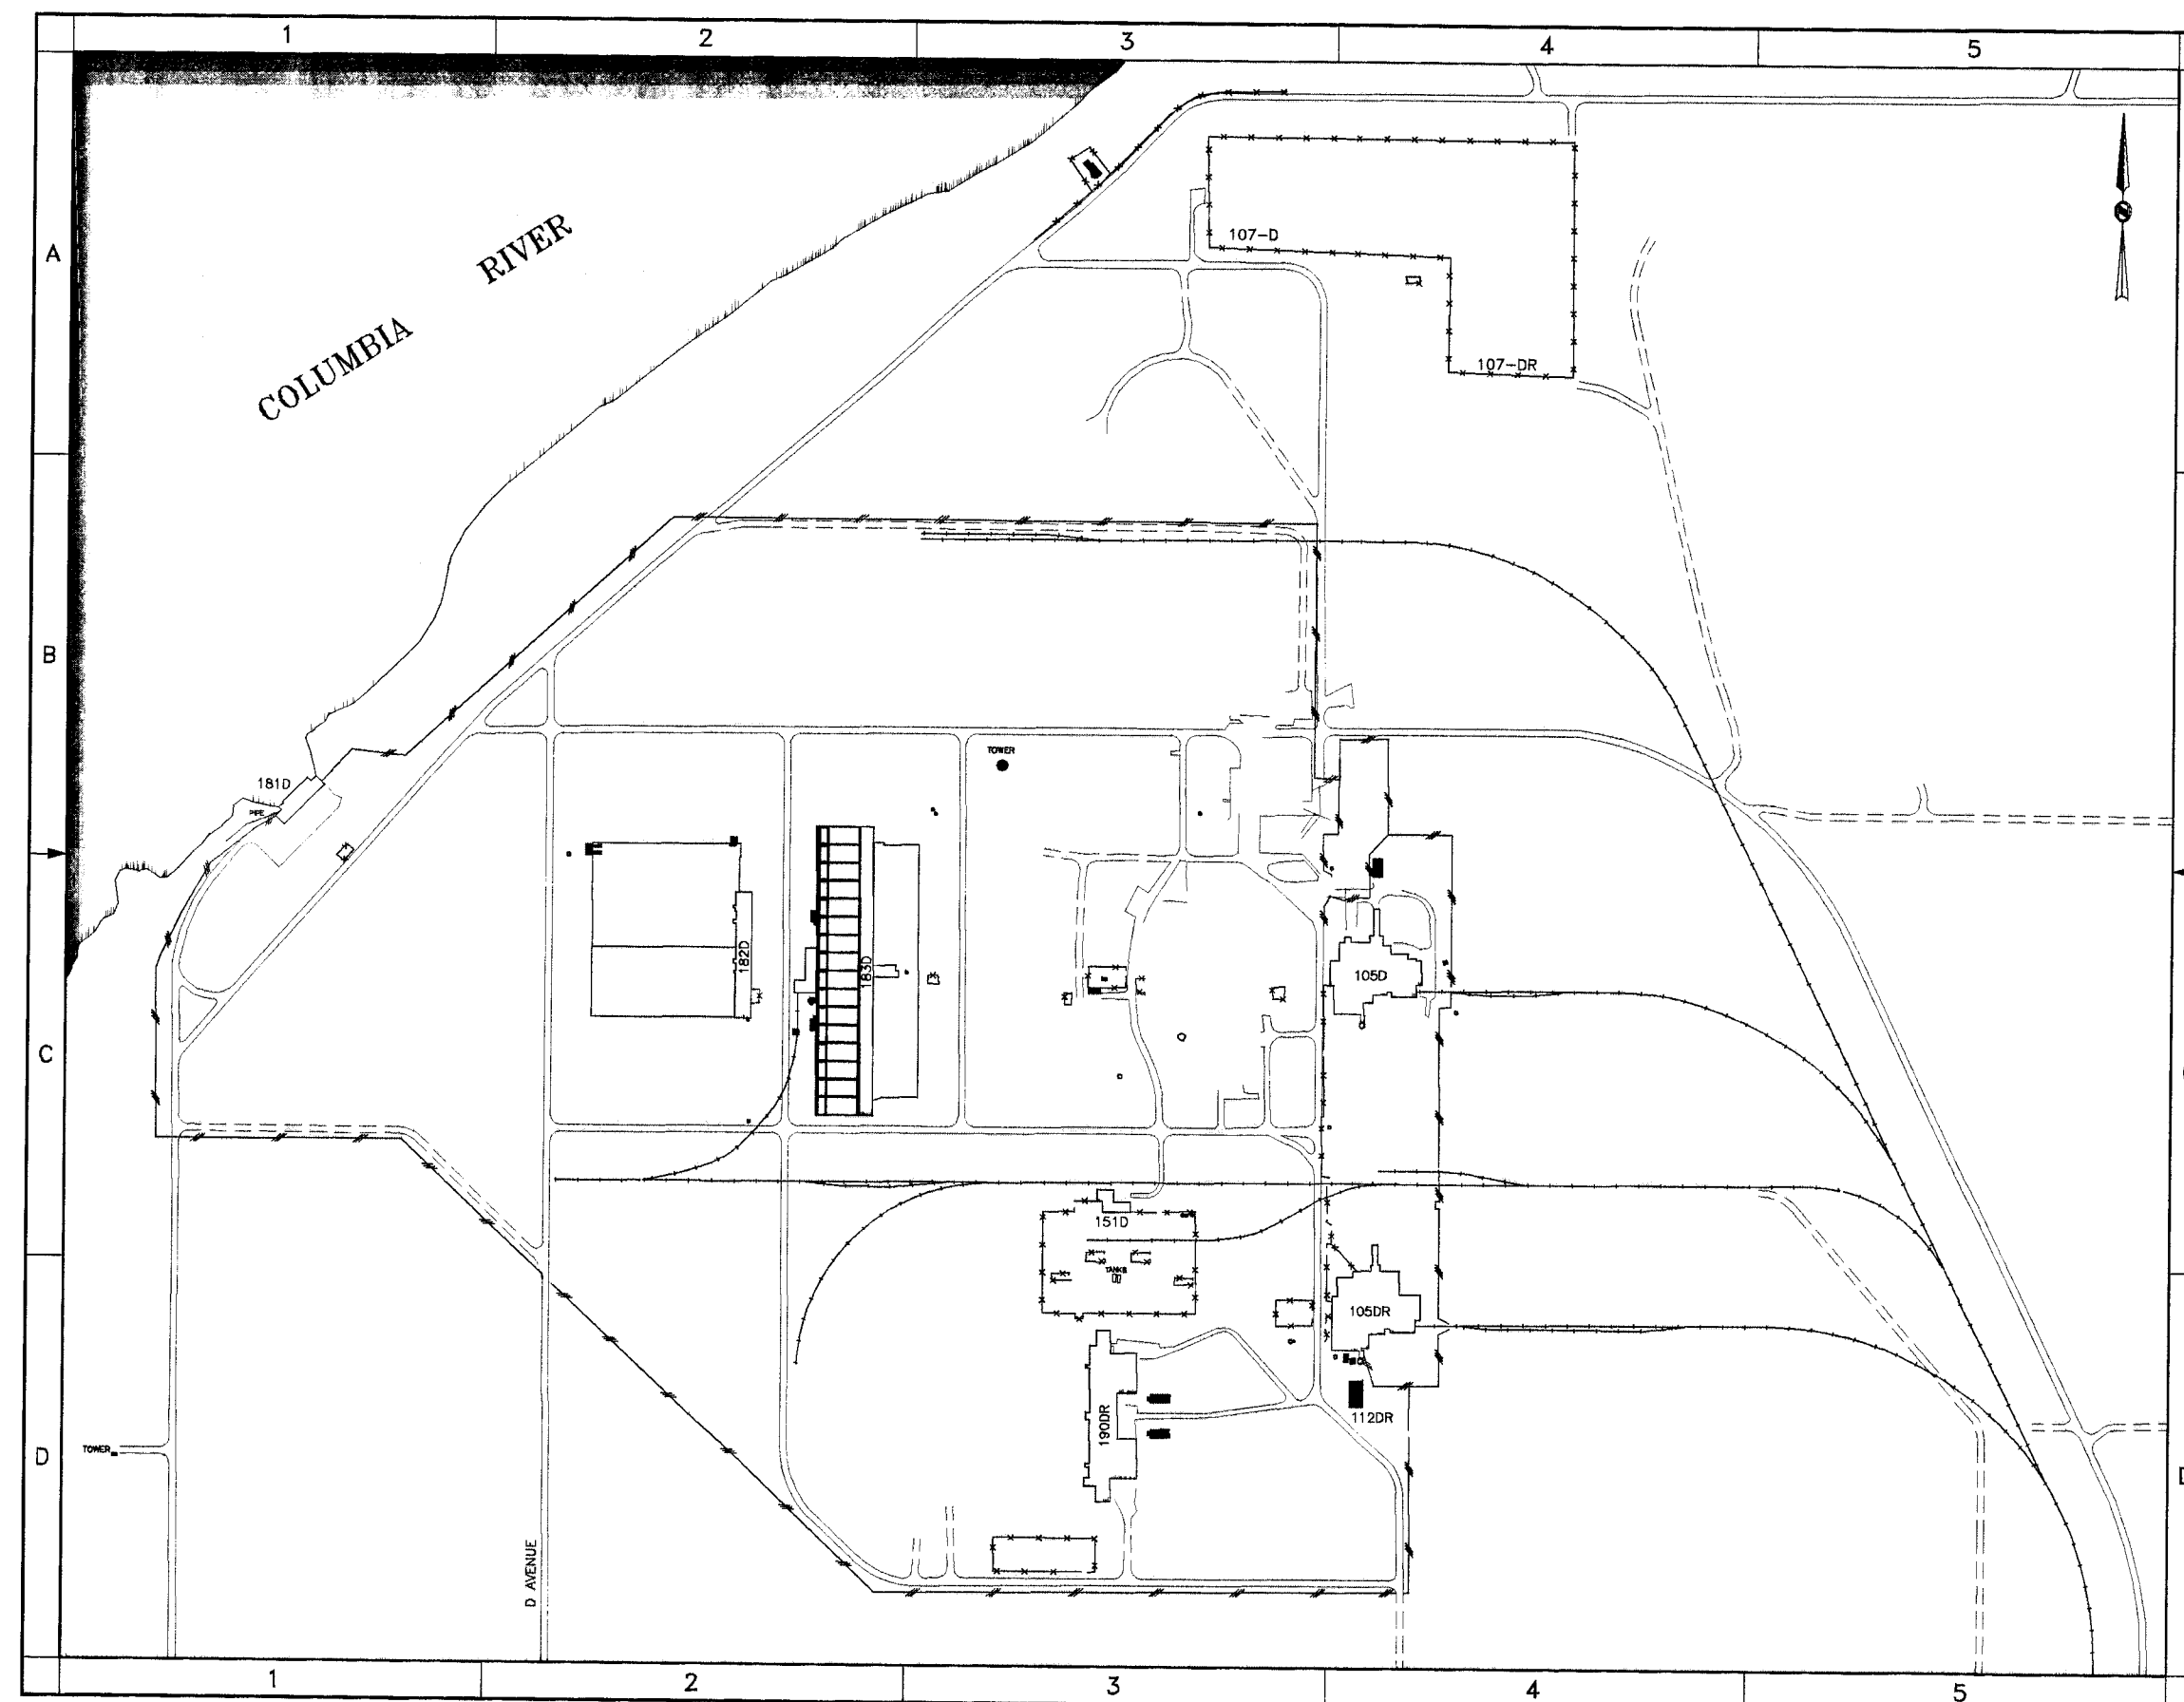 1 2 3 4 5
A
RIVER
COLUMBIA
107-D
107-DR
B
TOWER
181D
PIPE
182D
183D
105D
C
151D
TANKS
105DR
190DR
112DR
D
TOWER
D AVENUE
1 2 3 4 5